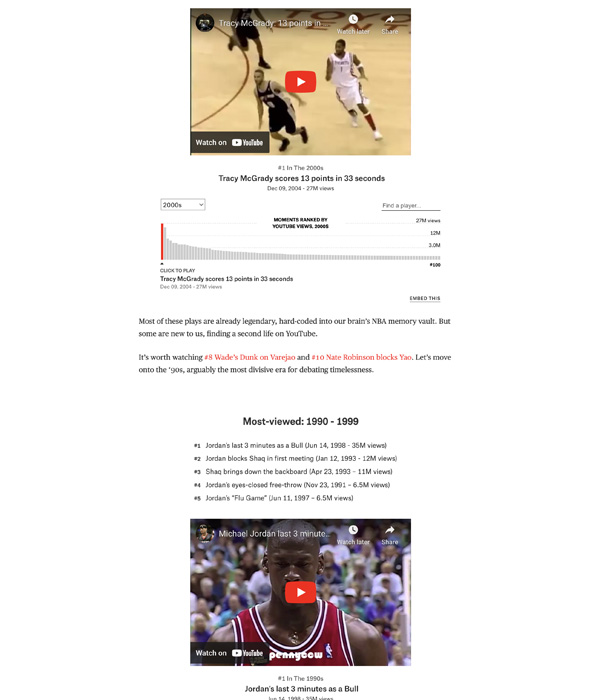 Tracy McGrady: 13 points in ...
Watch later
Share
Watch on YouTube
#1 In The 2000s
Tracy McGrady scores 13 points in 33 seconds
Dec 09, 2004 - 27M views
2000s
Find a player...
MOMENTS RANKED BY
YOUTUBE VIEWS, 2000S
27M views
12M
3.0M
#100
CLICK TO PLAY
Tracy McGrady scores 13 points in 33 seconds
Dec 09, 2004 - 27M views
EMBED THIS
Most of these plays are already legendary, hard-coded into our brain's NBA memory vault. But
some are new to us, finding a second life on YouTube.
It's worth watching #8 Wade's Dunk on Varejao and #10 Nate Robinson blocks Yao. Let's move
onto the '90s, arguably the most divisive era for debating timelessness.
Most-viewed: 1990 - 1999
#1 Jordan's last 3 minutes as a Bull (Jun 14, 1998 - 35M views)
#2 Jordan blocks Shaq in first meeting (Jan 12, 1993 - 12M views)
#3 Shaq brings down the backboard (Apr 23, 1993 - 11M views)
#4 Jordan's eyes-closed free-throw (Nov 23, 1991 - 6.5M views)
#5 Jordan's "Flu Game" (Jun 11, 1997 - 6.5M views)
Michael Jordan last 3 minute...
Watch later
Share
Watch on YouTube
pennyccw
#1 In The 1990s
Jordan's last 3 minutes as a Bull
Jun 14, 1998 - 35M views